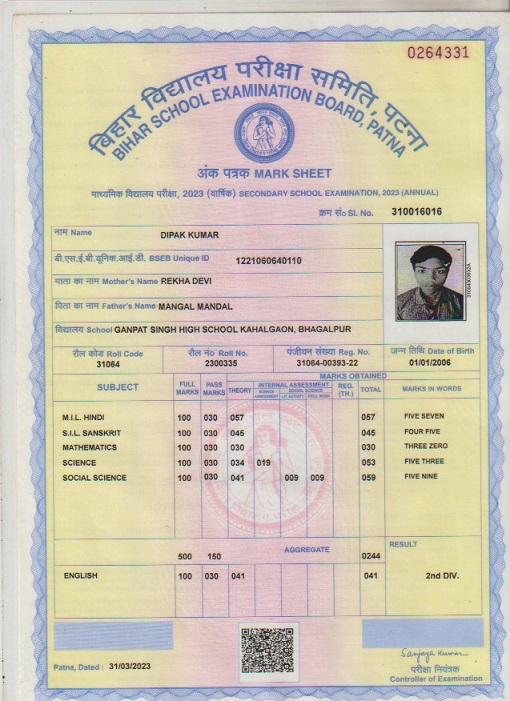 0264331
बिहार विद्यालय परीक्षा समिति, पटना
BIHAR SCHOOL EXAMINATION BOARD, PATNA
अंक पत्रक MARK SHEET
माध्यमिक विद्यालय परीक्षा, 2023 (वार्षिक) SECONDARY SCHOOL EXAMINATION, 2023 (ANNUAL)
क्रम सं० Sl. No. 310016016
नाम Name DIPAK KUMAR
बी.एस.ई.बी.यूनिक.आई.डी. BSEB Unique ID 1221060640110
माता का नाम Mother's Name REKHA DEVI
पिता का नाम Father's Name MANGAL MANDAL
विद्यालय School GANPAT SINGH HIGH SCHOOL KAHALGAON, BHAGALPUR
रौल कोड Roll Code रौल नं० Roll No. पंजीयन संख्या Reg. No. जन्म तिथि Date of Birth
31064 2300335 31064-00393-22 01/01/2006
MARKS OBTAINED
SUBJECT FULL MARKS PASS MARKS THEORY INTERNAL ASSESSMENT REG. (TH.) TOTAL MARKS IN WORDS
SCIENCE SOCIAL SCIENCE
M.I.L. HINDI 100 030 057 057 FIVE SEVEN
S.I.L. SANSKRIT 100 030 045 045 FOUR FIVE
MATHEMATICS 100 030 030 030 THREE ZERO
SCIENCE 100 030 034 019 053 FIVE THREE
SOCIAL SCIENCE 100 030 041 009 009 059 FIVE NINE
500 150 AGGREGATE 0244 RESULT
ENGLISH 100 030 041 041 2nd DIV.
Sanjaya Kumar
Patna, Dated : 31/03/2023
परीक्षा नियंत्रक
Controller of Examination